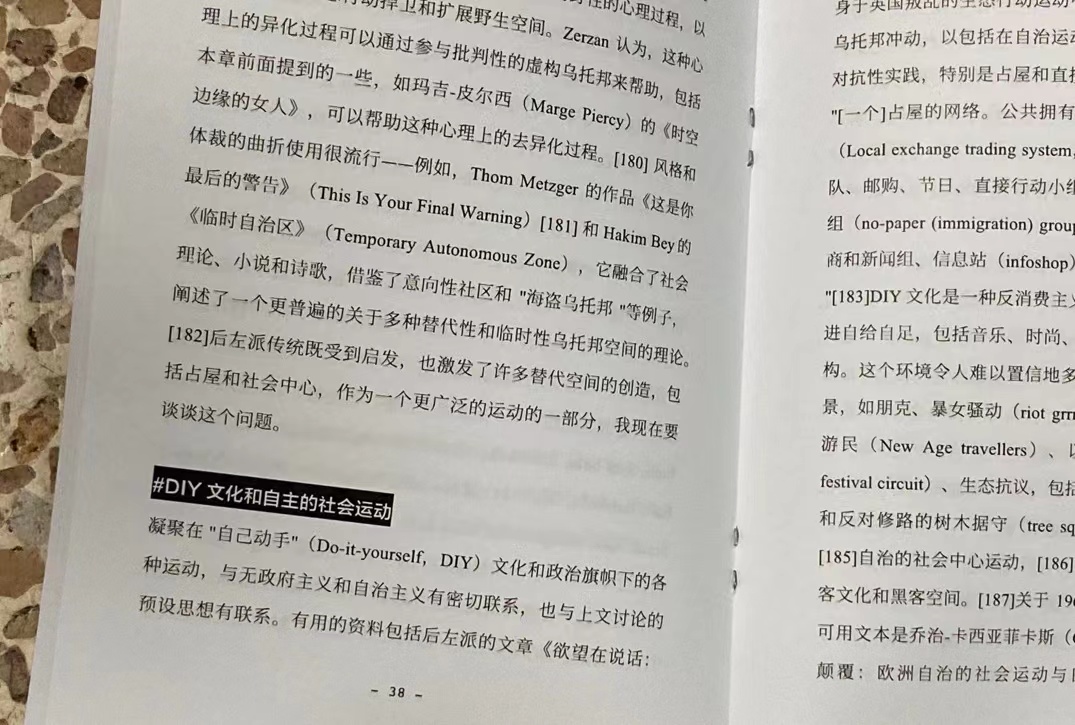 行动捍卫和扩展野生空间。Zerzan 认为，这种心
性的心理过程，以
理上的异化过程可以通过参与批判性的虚构乌托邦来帮助，包括
本章前面提到的一些，如玛吉-皮尔西（Marge Piercy）的《时空
边缘的女人》，可以帮助这种心理上的去异化过程。[180] 风格和
体裁的曲折使用很流行——例如，Thom Metzger 的作品《这是你
最后的警告》（This Is Your Final Warning）[181] 和 Hakim Bey 的
《临时自治区》（Temporary Autonomous Zone），它融合了社会
理论、小说和诗歌，借鉴了意向性社区和 "海盗乌托邦 "等例子，
阐述了一个更普遍的关于多种替代性和临时性乌托邦空间的理论。
[182]后左派传统既受到启发，也激发了许多替代空间的创造，包
括占屋和社会中心，作为一个更广泛的运动的一部分，我现在要
谈谈这个问题。
#DIY 文化和自主的社会运动
凝聚在 "自己动手"（Do-it-yourself，DIY）文化和政治旗帜下的各
种运动，与无政府主义和自治主义有密切联系，也与上文讨论的
预设思想有联系。有用的资料包括后左派的文章《欲望在说话：
- 38 -
身于英国叛乱的生态行动运动
乌托邦冲动，以包括在自治运动
对抗性实践，特别是占屋和直接
"[一个]占屋的网络。公共拥有
（Local exchange trading system,
队、邮购、节日、直接行动小组
组（no-paper (immigration) group
商和新闻组、信息站（infoshop）
"[183]DIY 文化是一种反消费主义
进自给自足，包括音乐、时尚、
构。这个环境令人难以置信地多
景，如朋克、暴女骚动（riot grrr
游民（New Age travellers）、以
festival circuit）、生态抗议，包括
和反对修路的树木据守（tree sq
[185]自治的社会中心运动，[186]
客文化和黑客空间。[187]关于 196
可用文本是乔治-卡西亚菲卡斯（
颠覆：欧洲自治的社会运动与